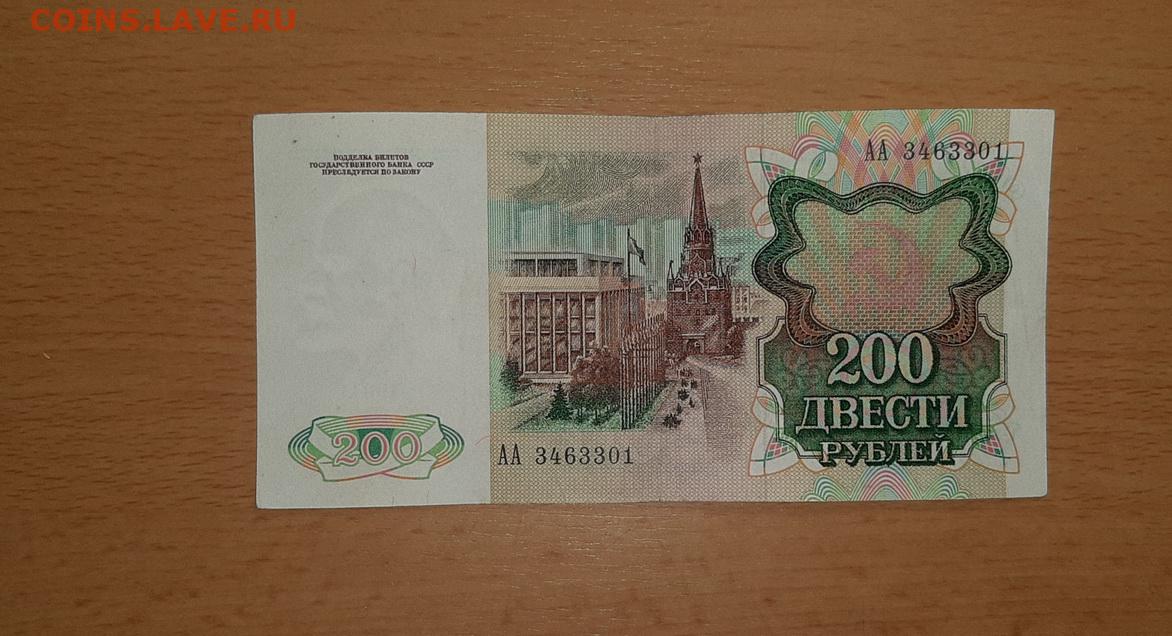 COINS.LAVE.RU
ПОДДЕЛКА БИЛЕТОВ
ГОСУДАРСТВЕННОГО БАНКА СССР
ПРЕСЛЕДУЕТСЯ ПО ЗАКОНУ
АА 3463301
200
ДВЕСТИ
РУБЛЕЙ
200
АА 3463301